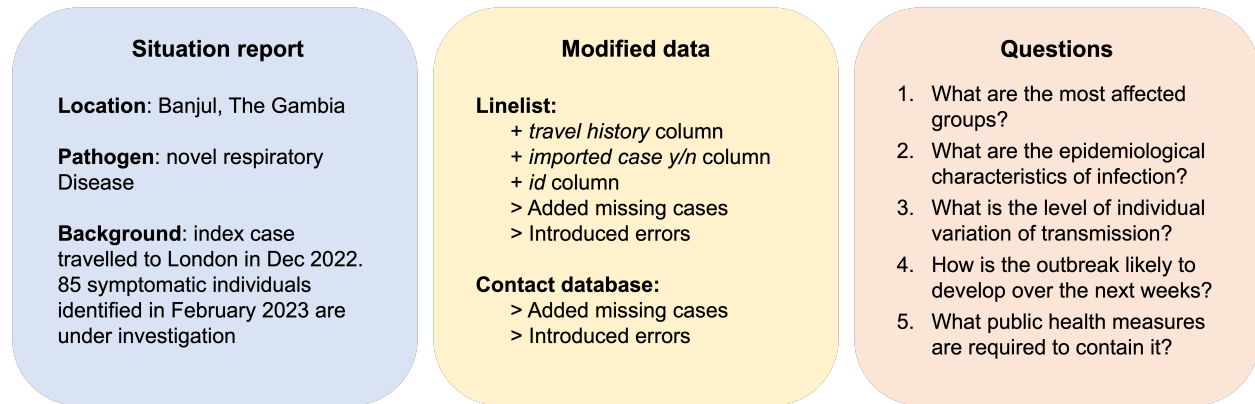 Situation report
Location: Banjul, The Gambia
Pathogen: novel respiratory
Disease
Background: index case
travelled to London in Dec 2022.
85 symptomatic individuals
identified in February 2023 are
under investigation
Modified data
Linelist:
+ travel history column
+ imported case y/n column
+ id column
> Added missing cases
> Introduced errors
Contact database:
> Added missing cases
> Introduced errors
Questions
1. What are the most affected
groups?
2. What are the epidemiological
characteristics of infection?
3. What is the level of individual
variation of transmission?
4. How is the outbreak likely to
develop over the next weeks?
5. What public health measures
are required to contain it?